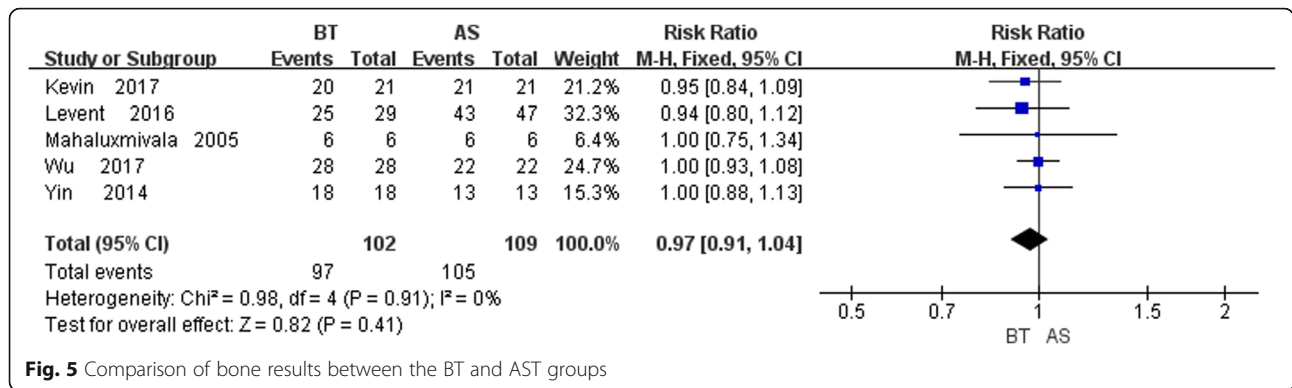 BT AS Risk Ratio Risk Ratio
Study or Subgroup Events Total Events Total Weight M-H, Fixed, 95% CI M-H, Fixed, 95% CI
Kevin 2017 20 21 21 21 21.2% 0.95 [0.84, 1.09]
Levent 2016 25 29 43 47 32.3% 0.94 [0.80, 1.12]
Mahaluxmivala 2005 6 6 6 6 6.4% 1.00 [0.75, 1.34]
Wu 2017 28 28 22 22 24.7% 1.00 [0.93, 1.08]
Yin 2014 18 18 13 13 15.3% 1.00 [0.88, 1.13]
Total (95% CI) 102 109 100.0% 0.97 [0.91, 1.04]
Total events 97 105
Heterogeneity: Chi² = 0.98, df = 4 (P = 0.91); I² = 0%
Test for overall effect: Z = 0.82 (P = 0.41)
0.5 0.7 1 1.5 2
BT AS
Fig. 5 Comparison of bone results between the BT and AST groups